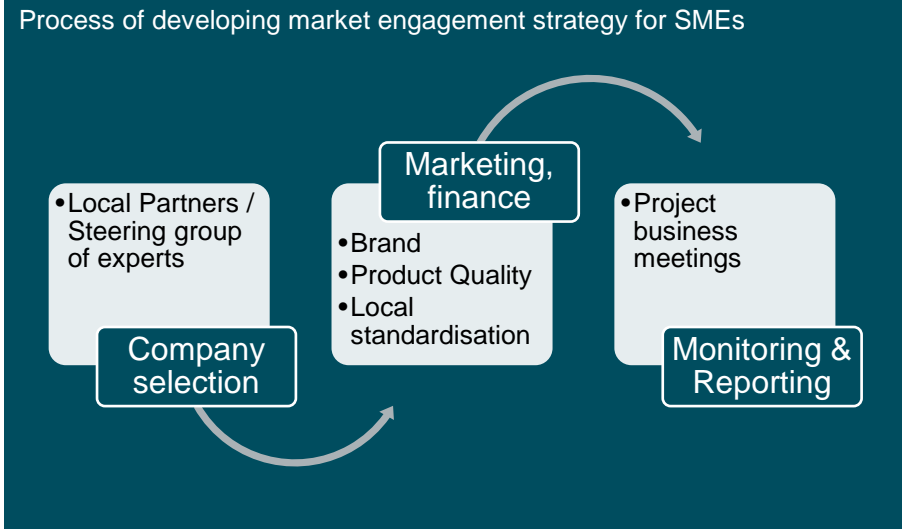 Process of developing market engagement strategy for SMEs
•Local Partners /
Steering group
of experts
Company
selection
Marketing,
finance
•Brand
•Product Quality
•Local
standardisation
•Project
business
meetings
Monitoring &
Reporting